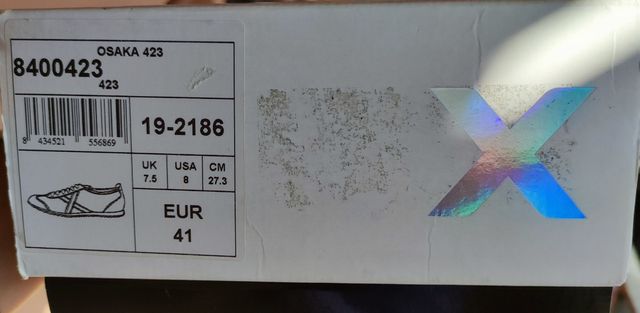 OSAKA 423
8400423
423
8 434521 556869
19-2186
UK USA CM
7.5 8 27.3
EUR
41
X